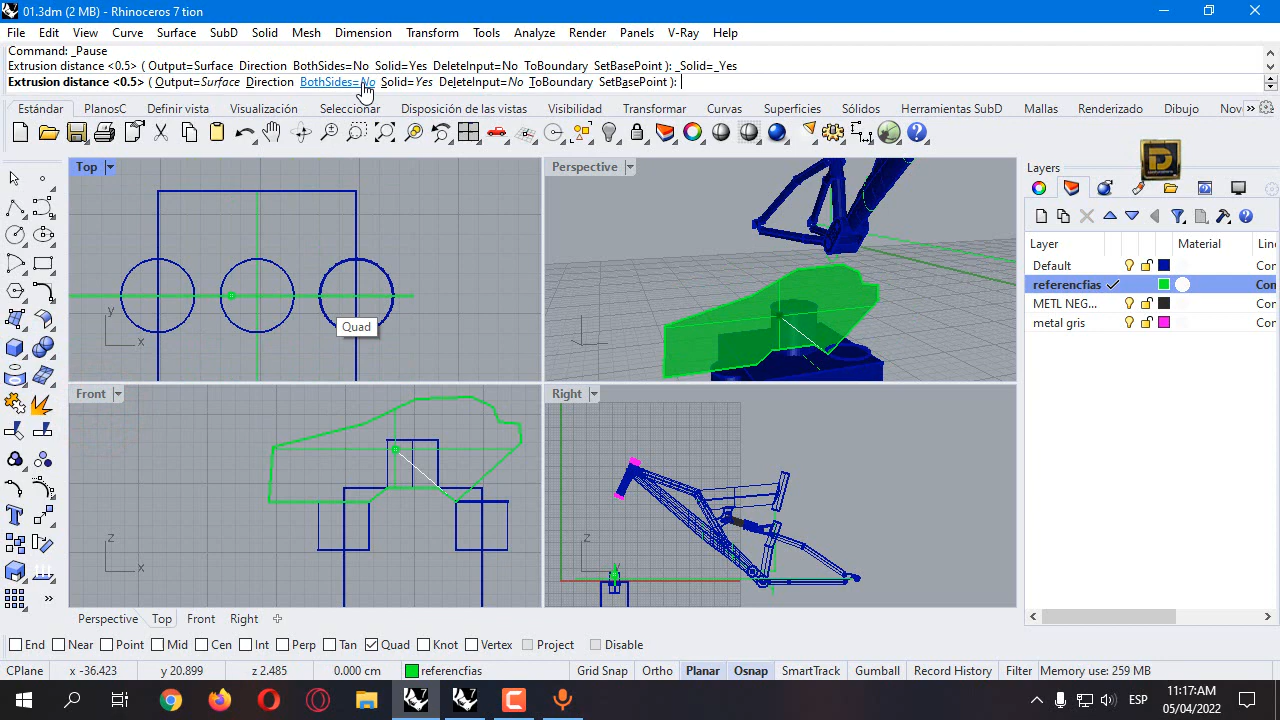 01.3dm (2 MB) - Rhinoceros 7 tion
File Edit View Curve Surface SubD Solid Mesh Dimension Transform Tools Analyze Render Panels V-Ray Help
Command: _Pause
Extrusion distance <0.5> ( Output=Surface Direction BothSides=No Solid=Yes DeleteInput=No ToBoundary SetBasePoint ): _Solid=_Yes
Extrusion distance <0.5> ( Output=Surface Direction BothSides=No Solid=Yes DeleteInput=No ToBoundary SetBasePoint ):
Estándar PlanosC Definir vista Visualización Seleccionar Disposición de las vistas Visibilidad Transformar Curvas Superficies Sólidos Herramientas SubD Mallas Renderizado Dibujo Nov »
Top
Perspective
Layers
Layer Material Lin
Default Cor
referencfias Cor
METL NEG... Cor
metal gris Cor
Quad
y
x
Front
Right
z
x
z
y
Perspective Top Front Right
End Near Point Mid Cen Int Perp Tan Quad Knot Vertex Project Disable
CPlane x -36.423 y 20.899 z 2.485 0.000 cm referencfias Grid Snap Ortho Planar Osnap SmartTrack Gumball Record History Filter Memory use: 259 MB
ESP
11:17:AM
05/04/2022